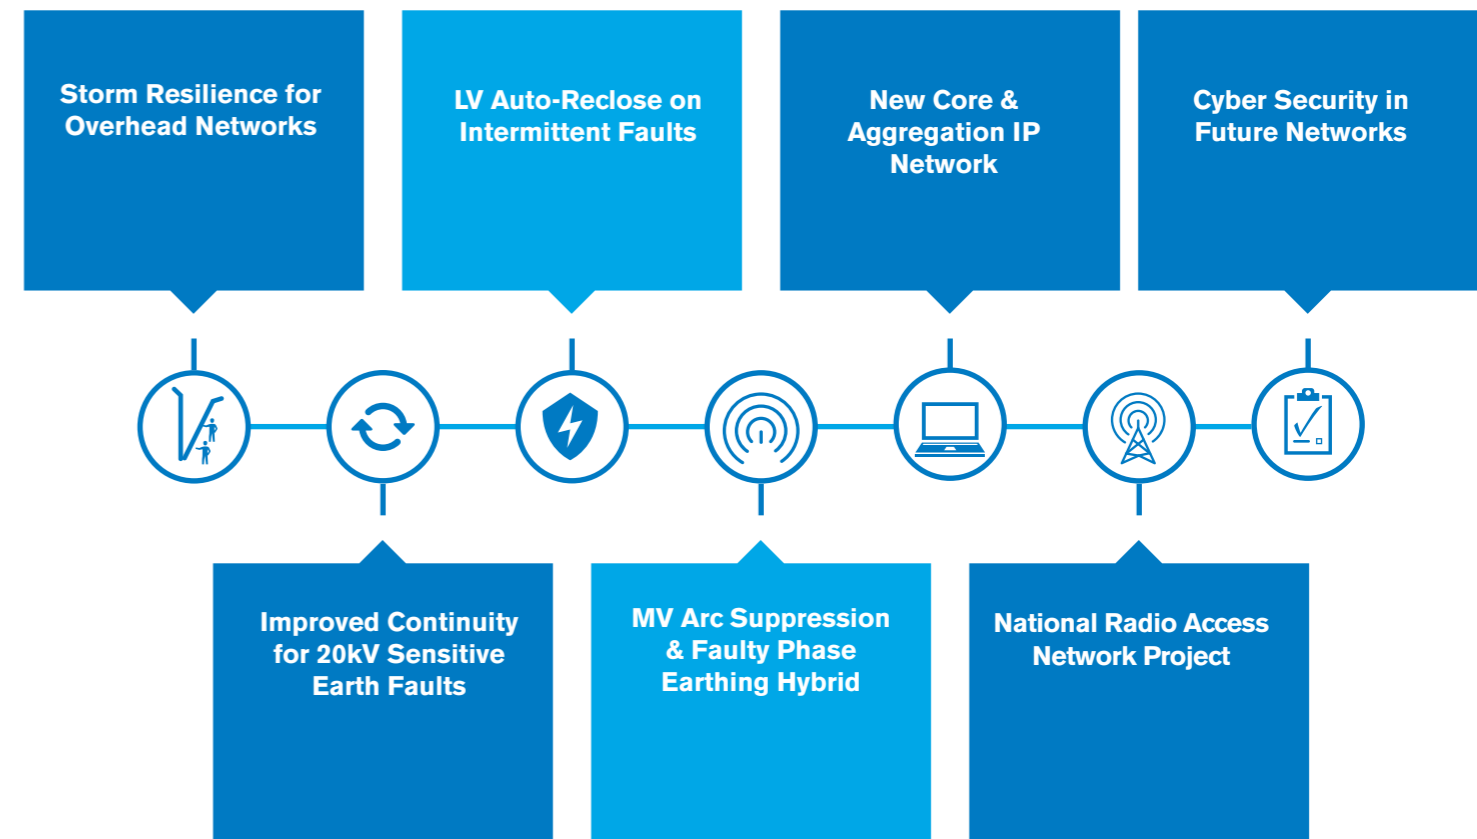 Storm Resilience for
Overhead Networks
LV Auto-Reclose on
Intermittent Faults
New Core &
Aggregation IP
Network
Cyber Security in
Future Networks
Improved Continuity
for 20kV Sensitive
Earth Faults
MV Arc Suppression
& Faulty Phase
Earthing Hybrid
National Radio Access
Network Project